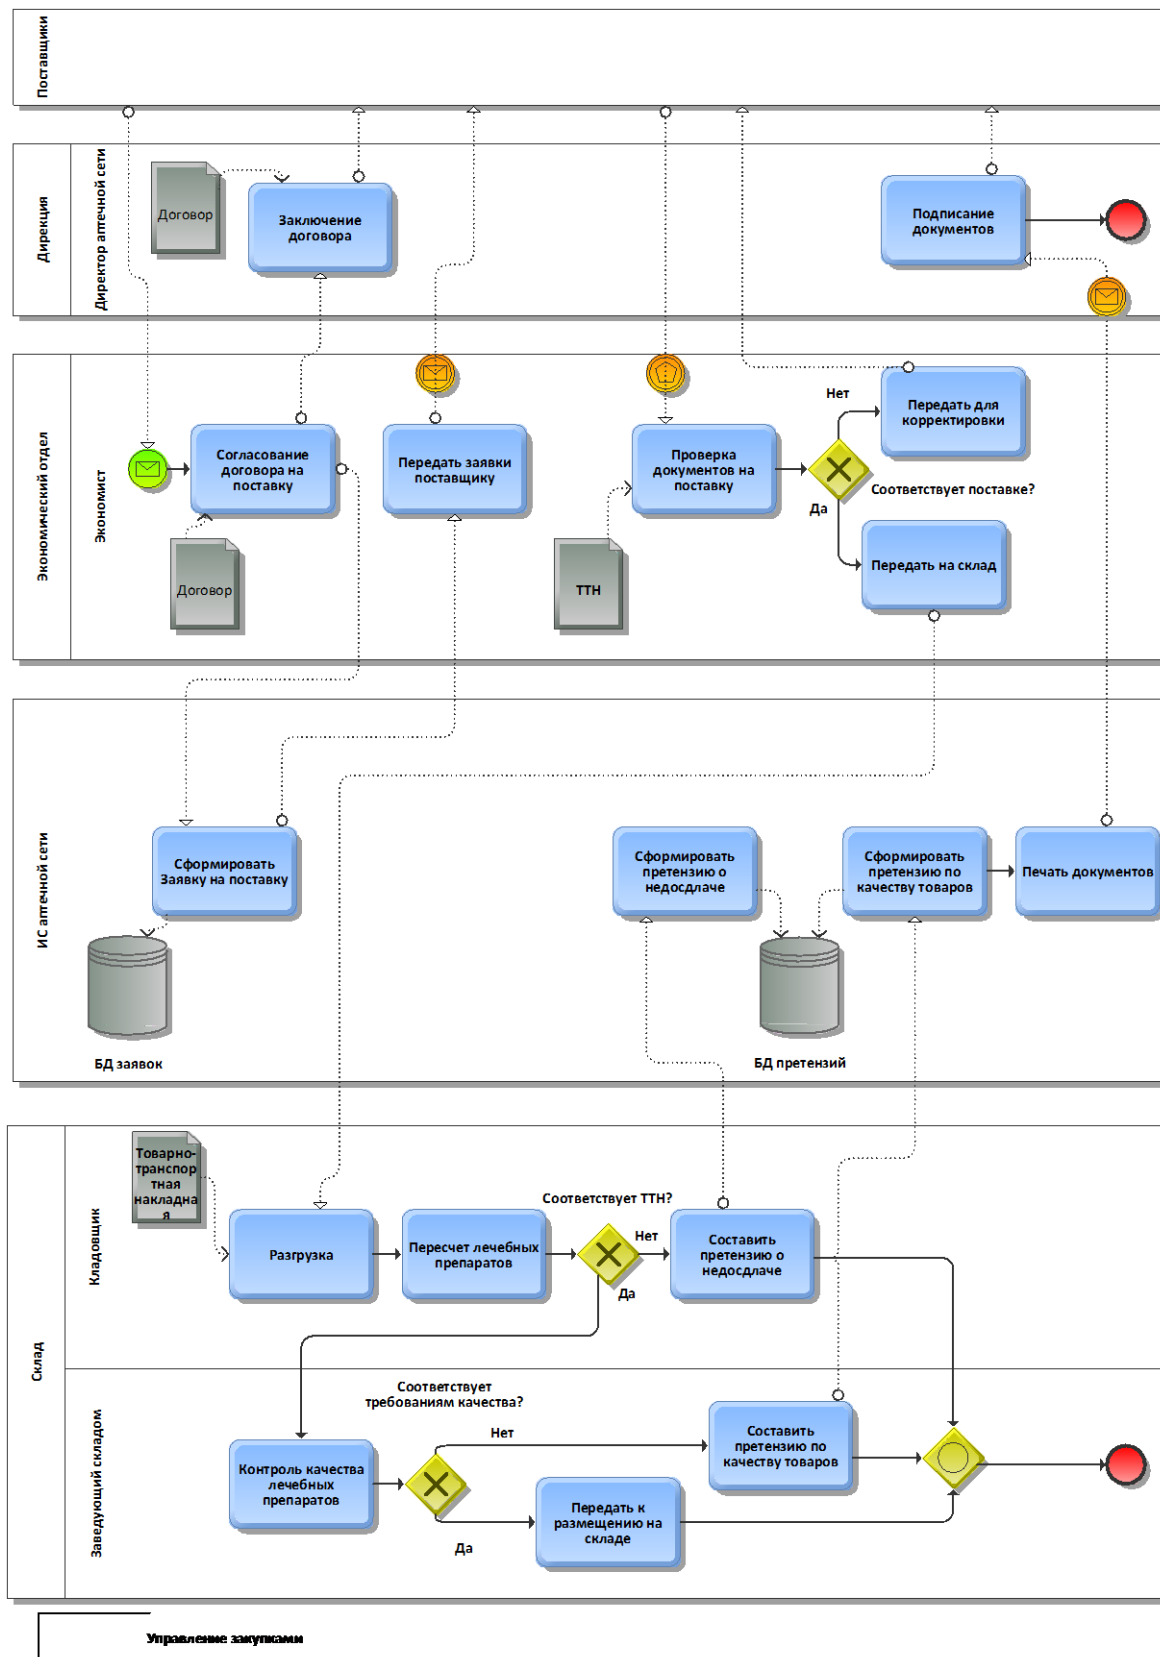 Поставщики
Дирекция
Директор аптечной сети
Договор
Заключение
договора
Подписание
документов
Экономический отдел
Экономист
Согласование
договора на
поставку
Договор
Передать заявки
поставщику
Проверка
документов на
поставку
ТТН
Нет
Передать для
корректировки
Соответствует поставке?
Да
Передать на склад
ИС аптечной сети
Сформировать
Заявку на поставку
БД заявок
Сформировать
претензию о
недосдлаче
Сформировать
претензию по
качеству товаров
Печать документов
БД претензий
Склад
Кладовщик
Товарно-
транспор
тная
накладна
я
Разгрузка
Пересчет лечебных
препаратов
Соответствует ТТН?
Нет
Да
Составить
претензию о
недосдлаче
Заведующий складом
Соответствует
требованиям качества?
Контроль качества
лечебных
препаратов
Нет
Да
Передать к
размещению на
складе
Составить
претензию по
качеству товаров
Управление закупками